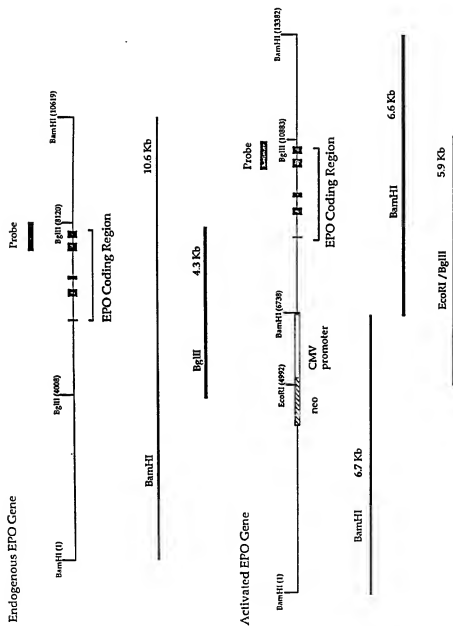 Endogenous EPO Gene
Probe
BamHI (1)
BglII (4008)
BglII (8120)
BamHI (10619)
EPO Coding Region
BamHI
10.6 Kb
BglII
4.3 Kb
Activated EPO Gene
Probe
BamHI (1)
EcoRI (4992)
BamHI (6738)
BglII (10883)
BamHI (13382)
neo
CMV
promoter
EPO Coding Region
BamHI
6.7 Kb
BamHI
6.6 Kb
EcoRI /BglII
5.9 Kb